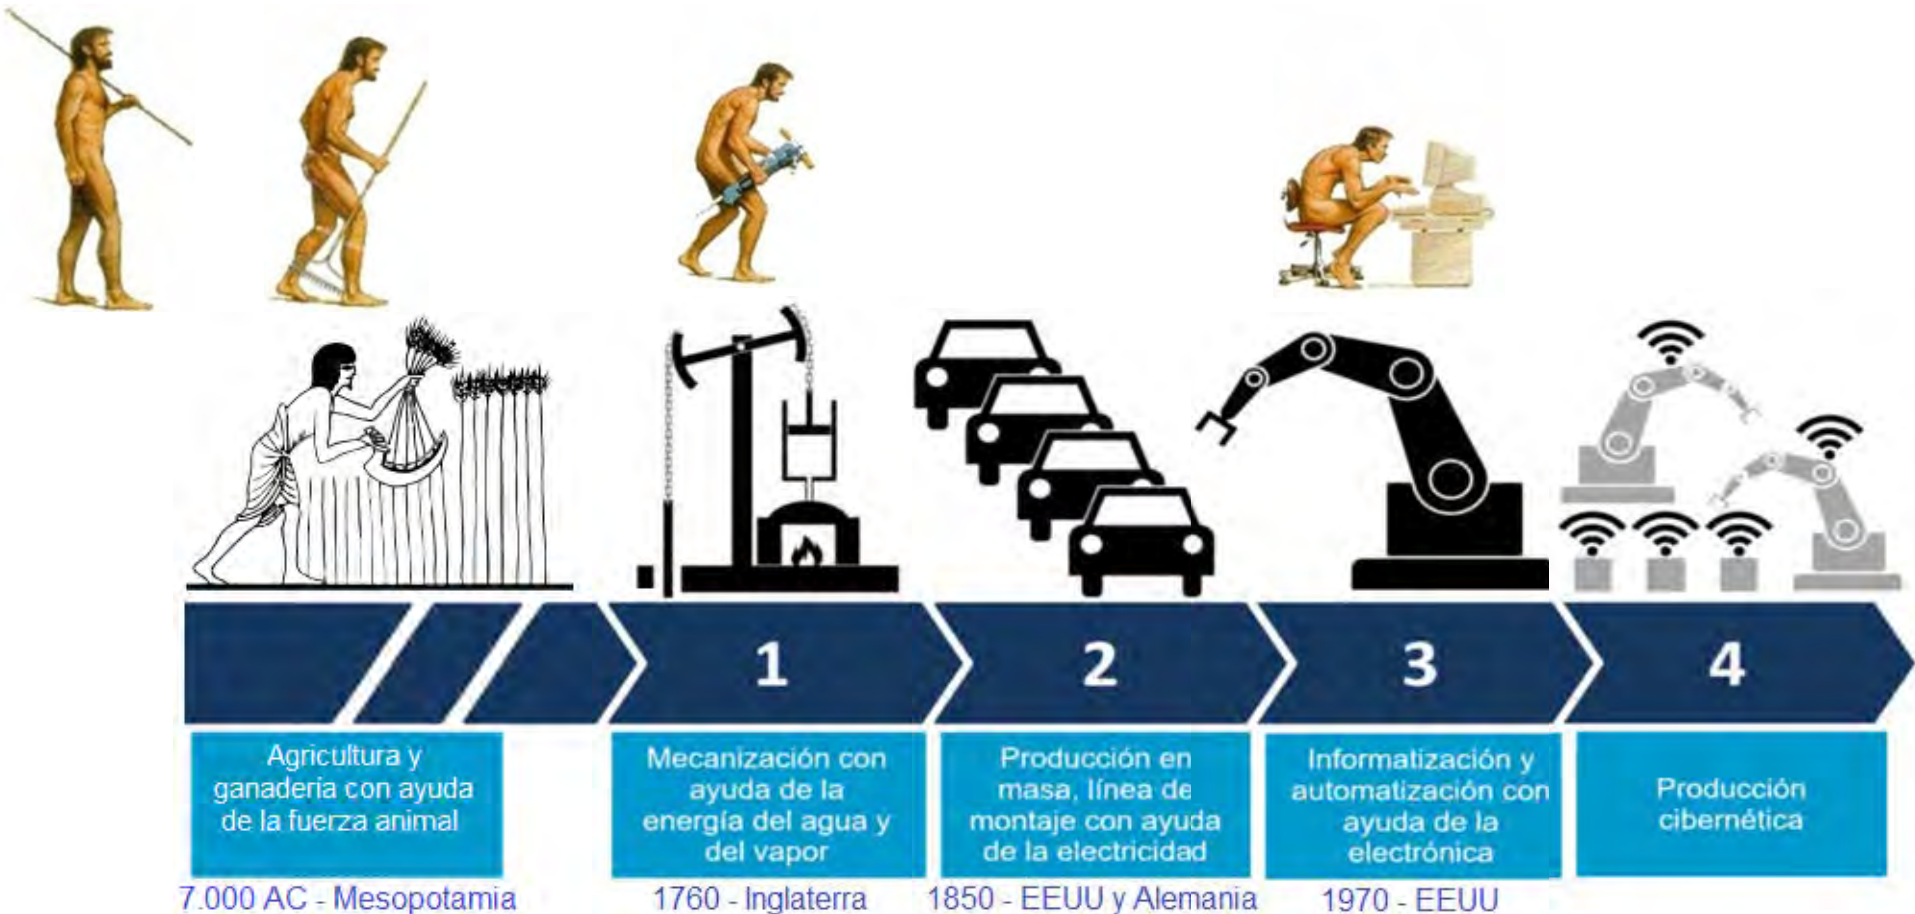 1
2
3
4
Agricultura y
ganadería con ayuda
de la fuerza animal
Mecanización con
ayuda de la
energía del agua y
del vapor
Producción en
masa, línea de
montaje con ayuda
de la electricidad
Informatización y
automatización con
ayuda de la
electrónica
Producción
cibernética
7.000 AC - Mesopotamia
1760 - Inglaterra
1850 - EEUU y Alemania
1970 - EEUU